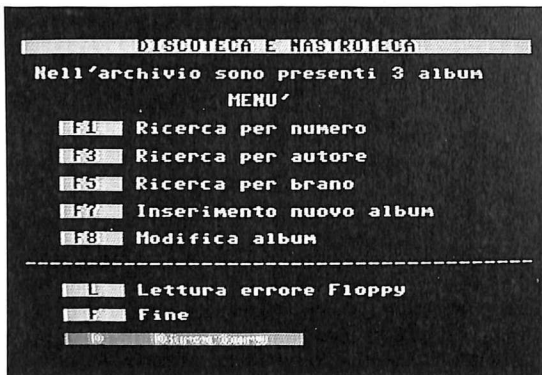 DISCOTECA E NASTROTECA
Nell'archivio sono presenti 3 album
MENU'
F1 Ricerca per numero
F3 Ricerca per autore
F5 Ricerca per brano
F7 Inserimento nuovo album
F8 Modifica album
L Lettura errore Floppy
F Fine